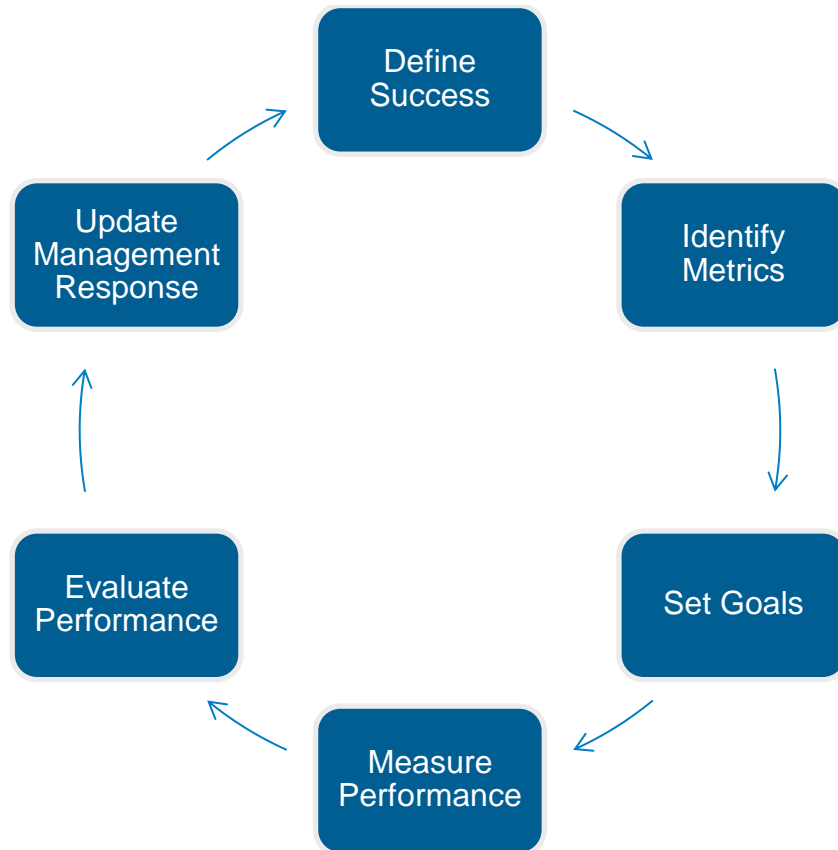 Define
Success
Identify
Metrics
Set Goals
Measure
Performance
Evaluate
Performance
Update
Management
Response